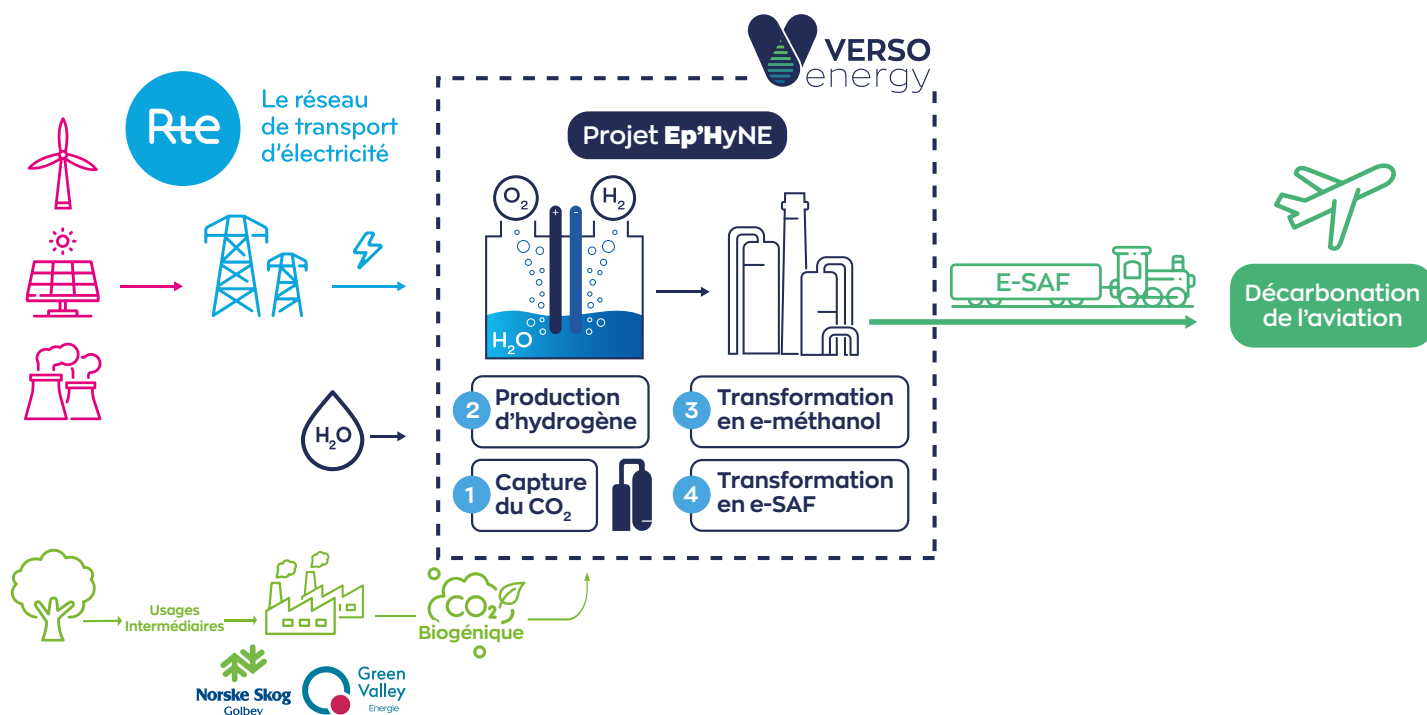 VERSO
energy
Rte
Le réseau
de transport
d'électricité
Projet Ep'HyNE
O2
+
-
H2
H2O
E-SAF
Décarbonation
de l'aviation
H2O
2
Production
d'hydrogène
3
Transformation
en e-méthanol
1
Capture
du CO2
4
Transformation
en e-SAF
Usages
Intermédiaires
CO2
Biogénique
Norske Skog
Golbey
Green
Valley
Energie